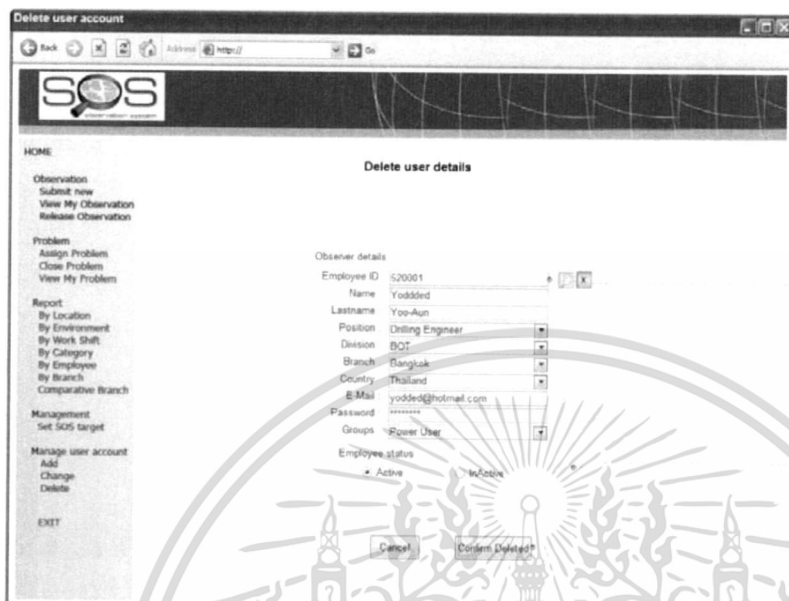 Delete user account
Back Address http:// Go
SOS
observation system
HOME
Delete user details
Observation
Submit new
View My Observation
Release Observation
Problem
Assign Problem
Close Problem
View My Problem
Report
By Location
By Environment
By Work Shift
By Category
By Employee
By Branch
Comparative Branch
Management
Set SOS target
Manage user account
Add
Change
Delete
EXIT
Observer details
Employee ID 520001
Name Yoddded
Lastname Yoo-Aun
Position Drilling Engineer
Division BOT
Branch Bangkok
Country Thailand
E-Mail yodded@hotmail.com
Password ********
Groups Power User
Employee status
Active InActive
Cancel Confirm Deleted?